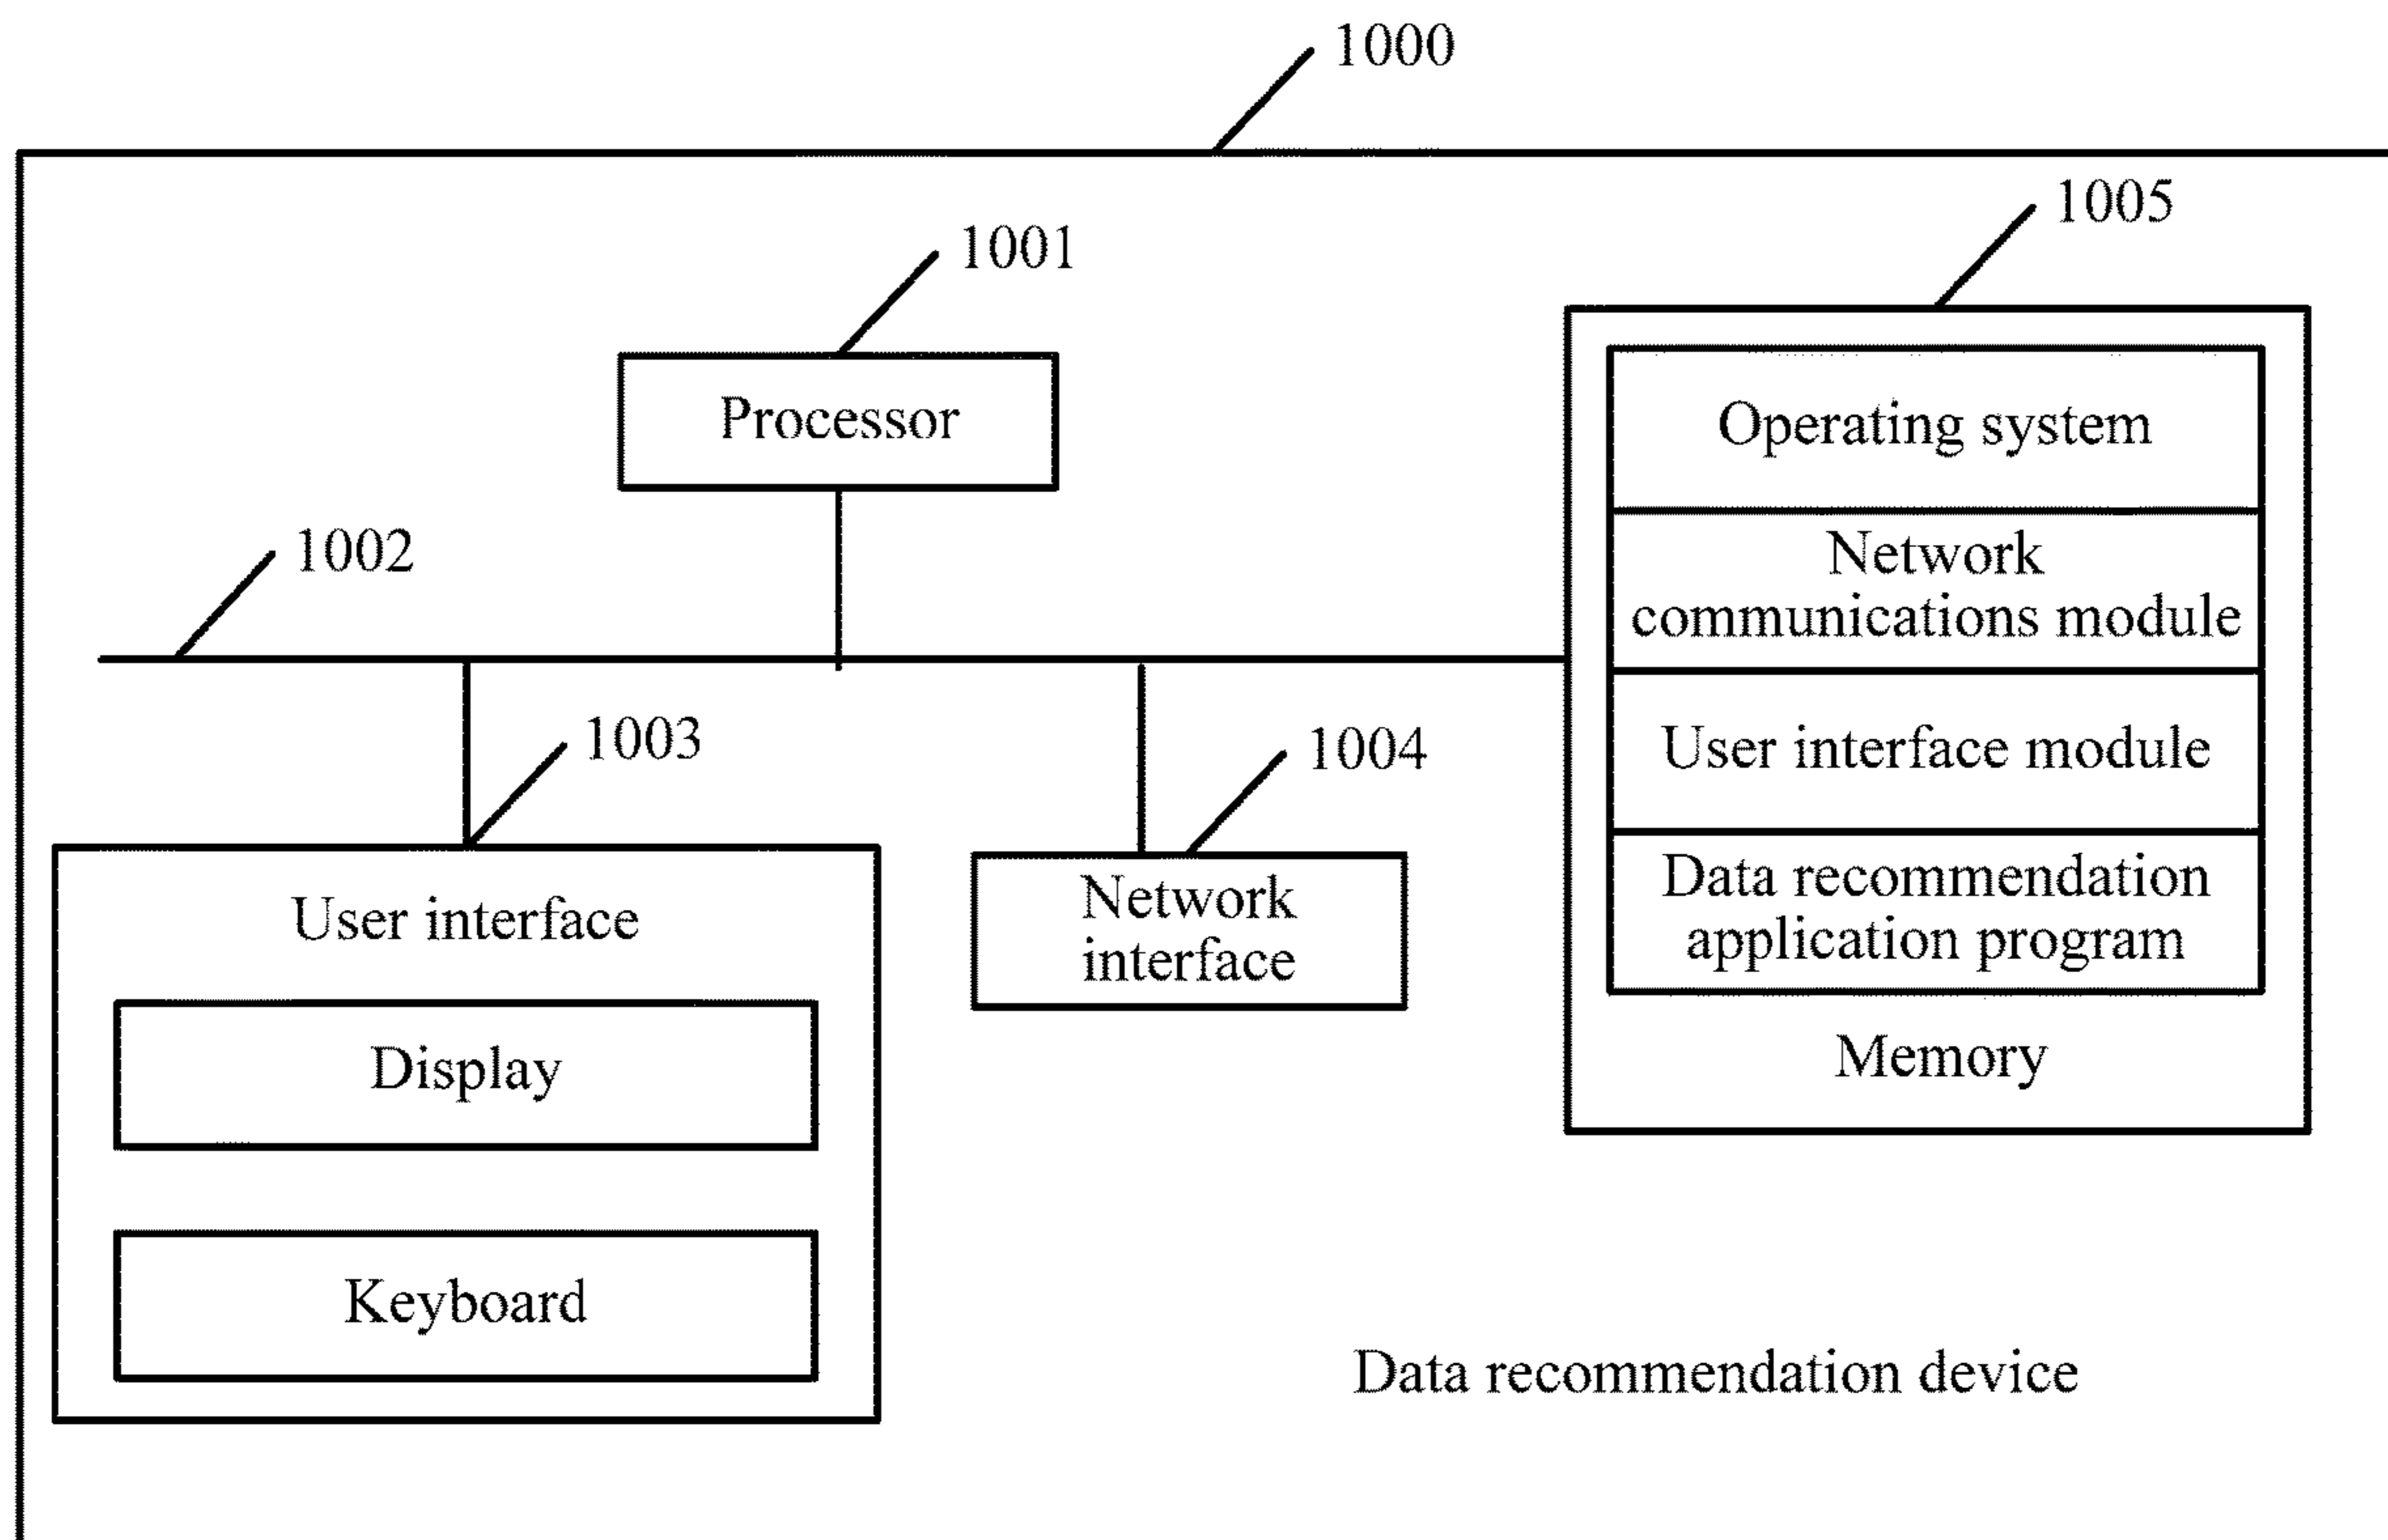 1000
1005
1001
Processor
Operating system
Network
communications module
User interface module
Data recommendation
application program
Memory
1002
1003
User interface
Display
Keyboard
1004
Network
interface
Data recommendation device